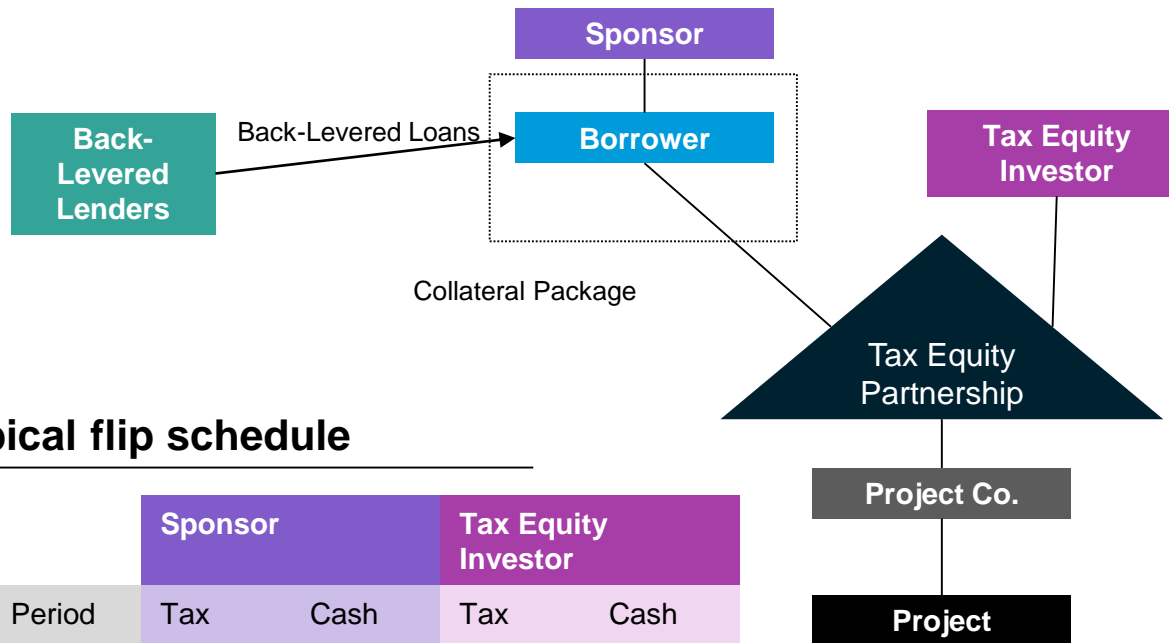 Sponsor
Back-
Levered
Lenders
Back-Levered Loans
Borrower
Tax Equity
Investor
Collateral Package
Tax Equity
Partnership
pical flip schedule
Project Co.
Sponsor
Tax Equity
Investor
Period Tax Cash Tax Cash
Project